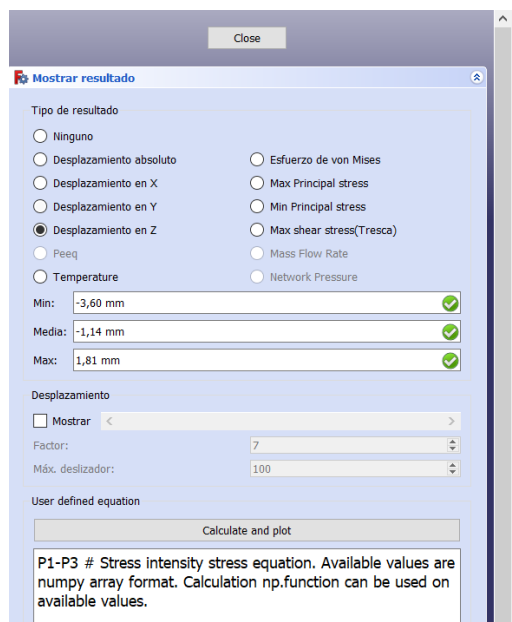 Close
Mostrar resultado
Tipo de resultado
Ninguno
Desplazamiento absoluto
Esfuerzo de von Mises
Desplazamiento en X
Max Principal stress
Desplazamiento en Y
Min Principal stress
Desplazamiento en Z
Max shear stress(Tresca)
Peeq
Mass Flow Rate
Temperature
Network Pressure
Min: -3,60 mm
Media: -1,14 mm
Max: 1,81 mm
Desplazamiento
Mostrar
Factor: 7
Máx. deslizador: 100
User defined equation
Calculate and plot
P1-P3 # Stress intensity stress equation. Available values are
numpy array format. Calculation np.function can be used on
available values.